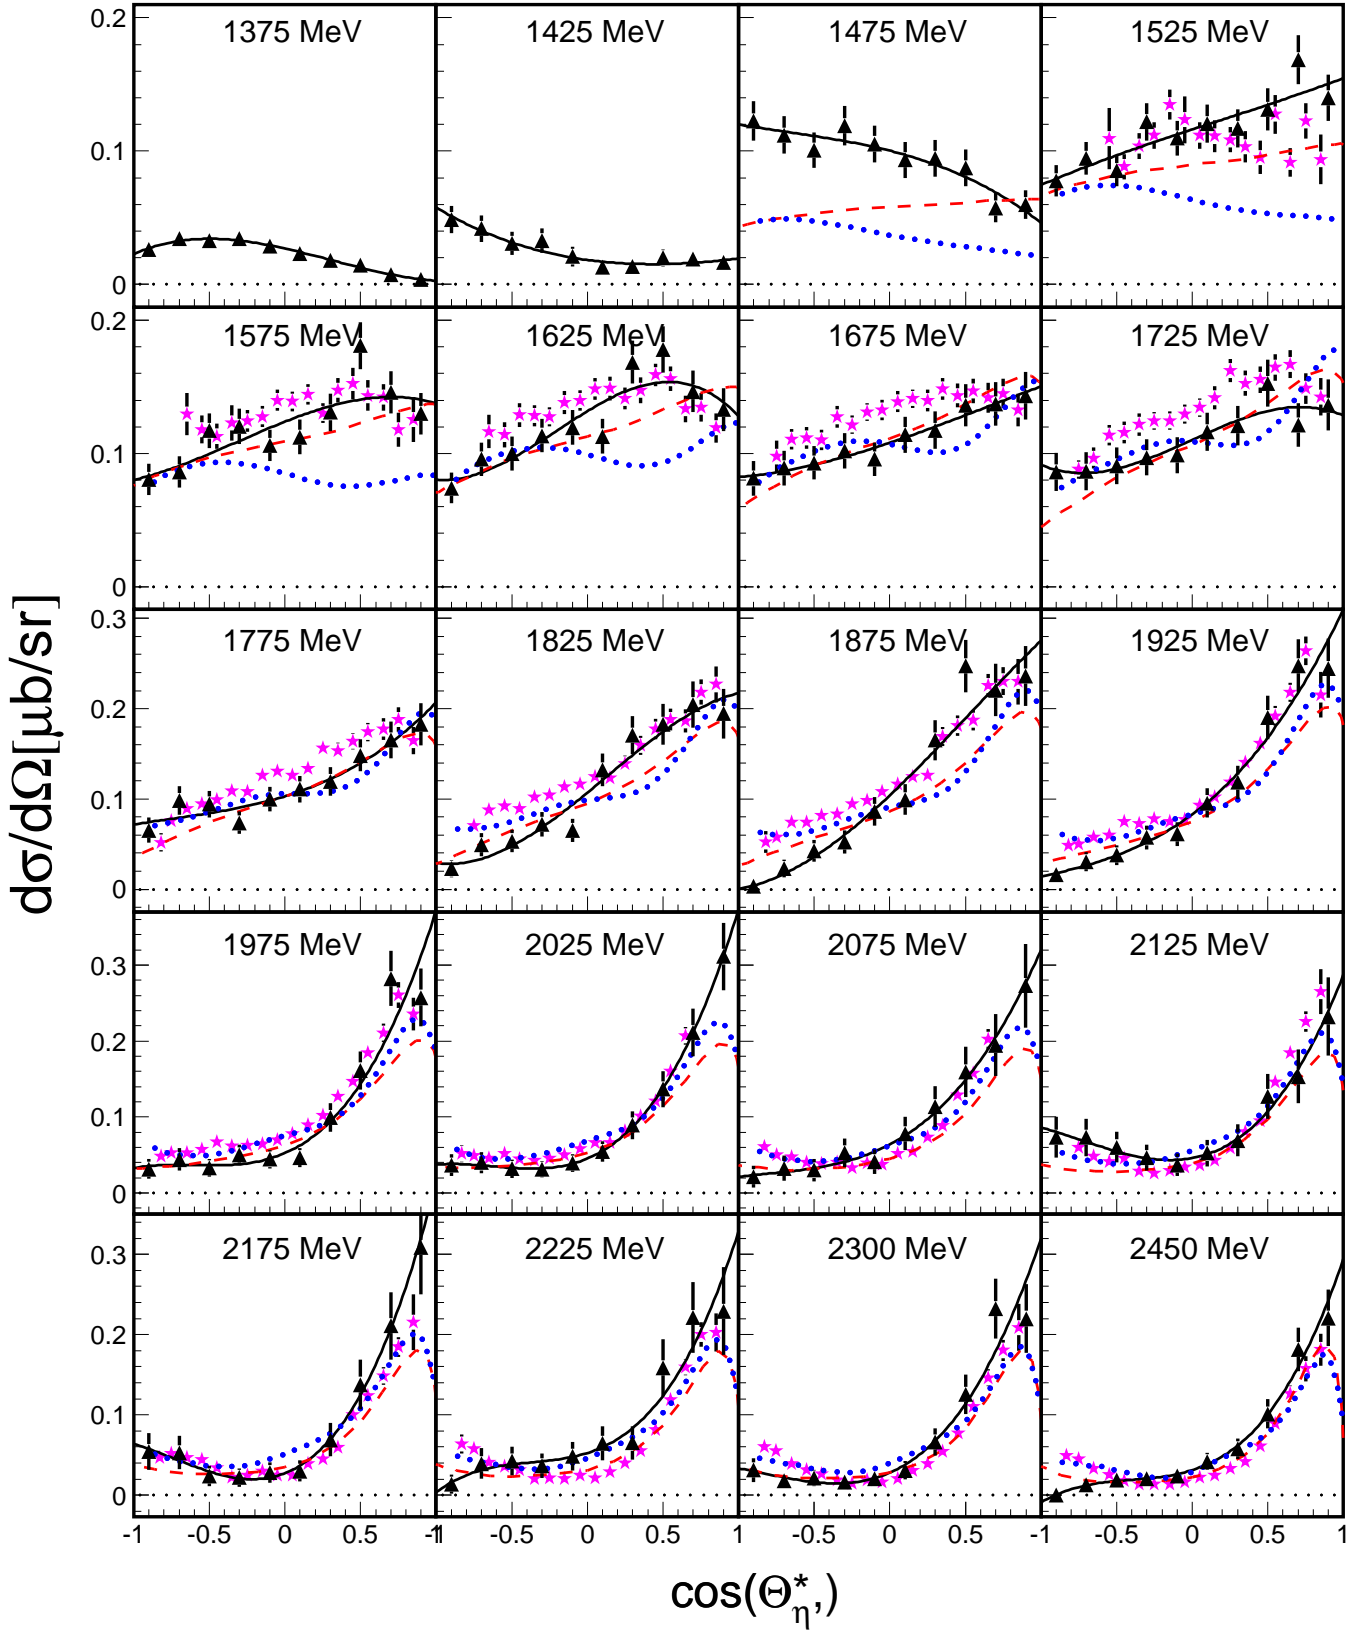 0.2
1375 MeV
1425 MeV
1475 MeV
1525 MeV
0.1
0
0.2
1575 MeV
1625 MeV
1675 MeV
1725 MeV
0.1
0
dσ/dΩ[μb/sr]
0.3
1775 MeV
1825 MeV
1875 MeV
1925 MeV
0.2
0.1
0
1975 MeV
2025 MeV
2075 MeV
2125 MeV
0.3
0.2
0.1
0
2175 MeV
2225 MeV
2300 MeV
2450 MeV
0.3
0.2
0.1
0
-1 -0.5 0 0.5 -1 1 -0.5 0 0.5 1 -0.5 0 0.5 -1 -0.5 0 0.5 1
cos(Θ*η′)